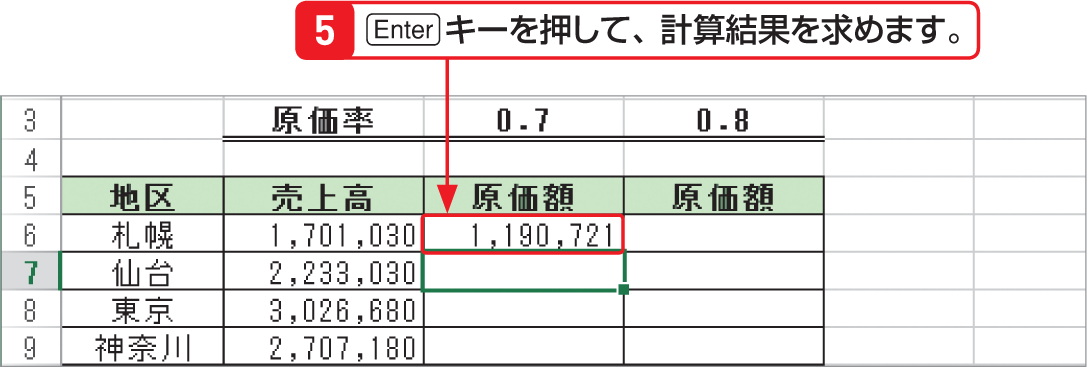 5 Enter キーを押して、計算結果を求めます。
3 原価率 0.7 0.8
4
5 地区 売上高 原価額 原価額
6 札幌 1,701,030 1,190,721
7 仙台 2,233,030
8 東京 3,026,680
9 神奈川 2,707,180